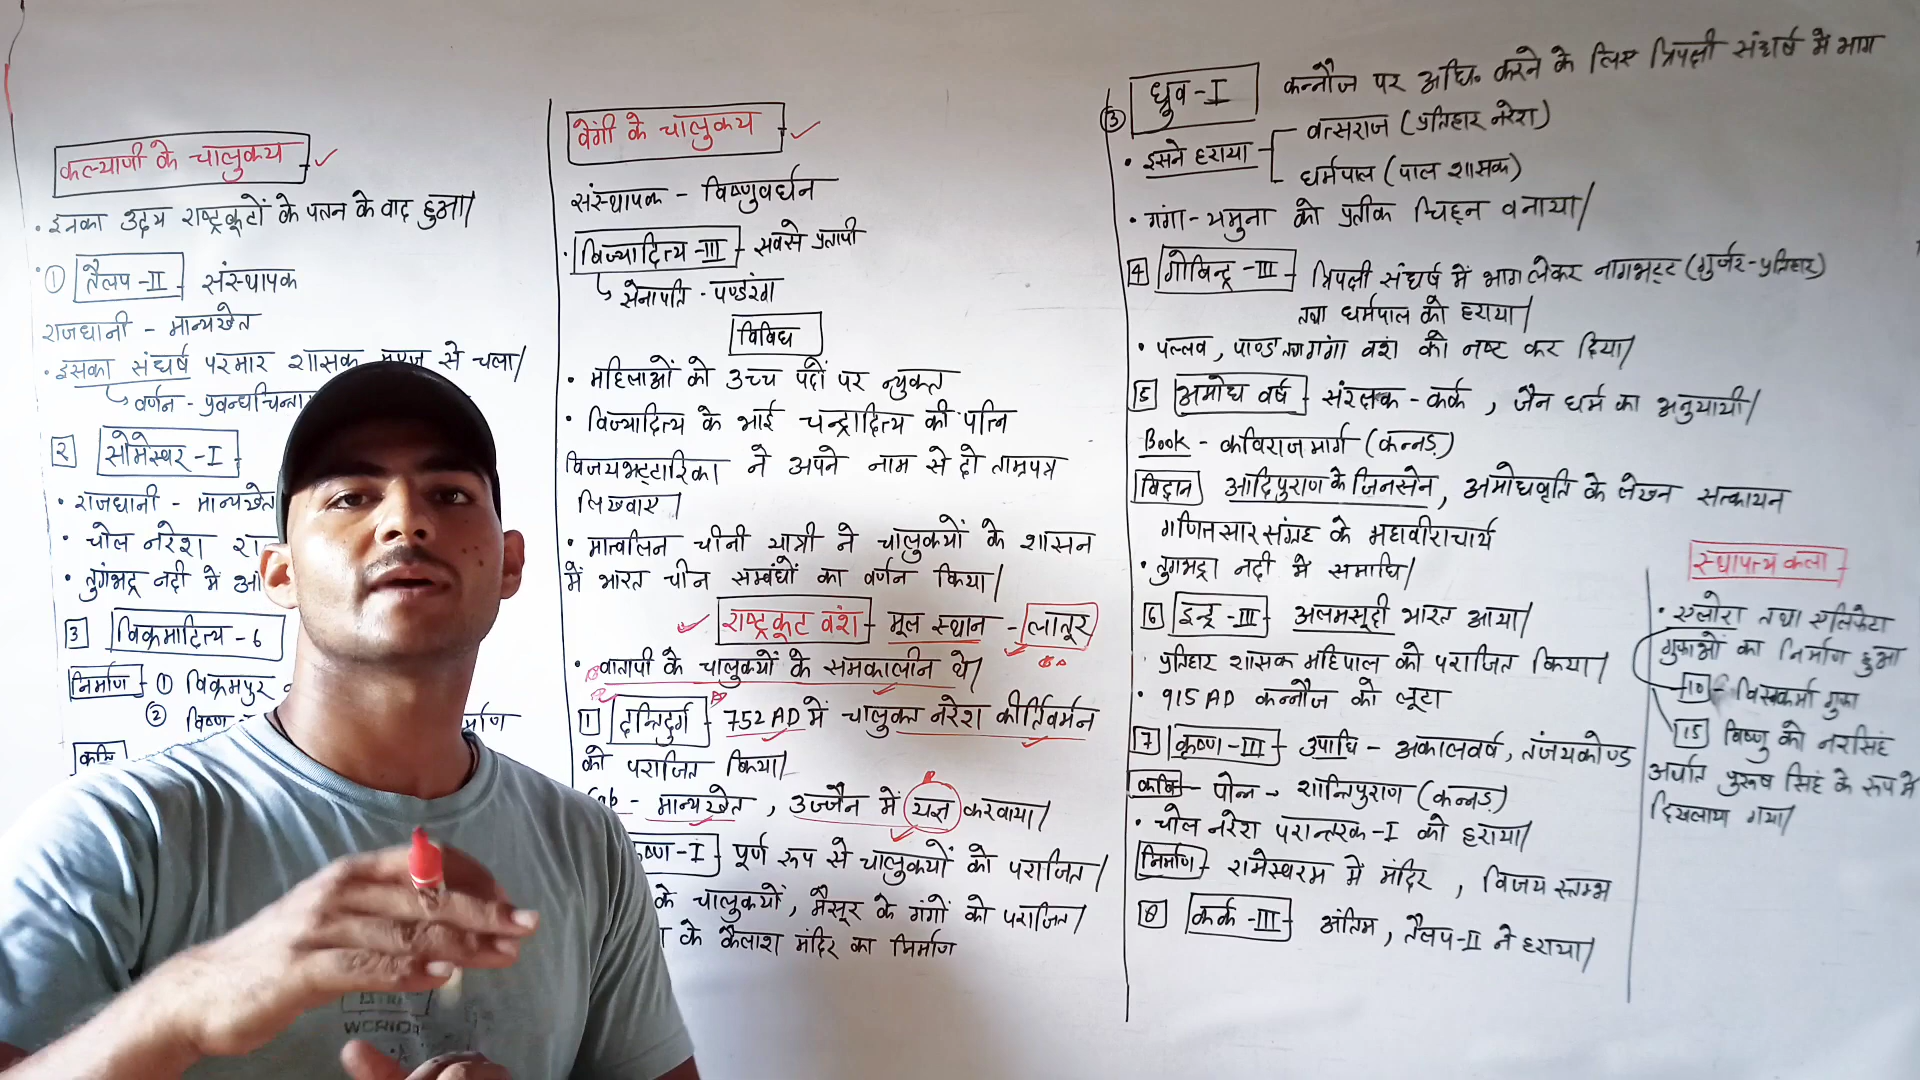 कल्याणी के चालुक्य
• इनका उदय राष्ट्रकूटों के पतन के बाद हुआ।
① तैलप-II संस्थापक
राजधानी - मान्यखेत
• इसका संघर्ष परमार शासक मुण्ज से चला।
वर्णन - प्रबन्धचिन्ता
2 सोमेस्वर-I
• राजधानी - मान्यखेत
• चोल नरेश रा
• तुगंभद्र नदी में
3 विक्रमादित्य-6
निर्माण ① विक्रमपुर
② विष्ण
र्माण
कवि
वेंगी के चालुक्य
संस्थापक - विष्णुवर्धन
• विज्यादित्य-III सबसे प्रतापी
सेनापति - पण्डरंग
विविध
• महिलाओं को उच्च पदों पर न्युक्त
• विज्यादित्य के भाई चन्द्रादित्य की पत्नि
विजयभट्टारिका ने अपने नाम से दो ताम्रपत्र
लिखवाए।
• मात्वालिन चीनी यात्री ने चालुक्यों के शासन
में भारत चीन सम्बंधों का वर्णन किया।
राष्ट्रकूट वंश मूल स्थान - लातूर
• वातापी के चालुक्यों के समकालीन थे।
1 दन्तिदुर्ग 752 AD में चालुक्त नरेश कीर्तिवर्मन
को पराजित किया।
- मान्यखेत, उज्जैन में यज्ञ करवाया।
ष्ण-I पूर्ण रूप से चालुक्यों को पराजित।
के चालुक्यों, मैसूर के गंगों को पराजित।
के कैलाश मंदिर का निर्माण
③ ध्रुव-I कन्नौज पर अधि॰ करने के लिए त्रिपक्षी संघर्ष में भाग
• इसने हराया वत्सराज (प्रतिहार नरेश)
धर्मपाल (पाल शासक)
• गंगा-यमुना को प्रतीक चिह्न बनाया।
4 गोविन्द्र-III त्रिपक्षी संघर्ष में भाग लेकर नागभट्ट (गुर्जर-प्रतिहार)
तथा धर्मपाल को हराया।
• पल्लव, पाण्ड तथा गंगा वशं को नष्ट कर दिया।
5 अमोघ वर्ष संरक्षक - कर्क, जैन धर्म का अनुयायी।
Book - कविराजमार्ग (कन्नड़)
विद्वान आदिपुराण के जिनसेन, अमोघवृति के लेखन सत्कायन
गणितसार संग्रह के महावीराचार्य
• तुगभद्रा नदी में समाधि।
6 इन्द्र-III अलमसूदी भारत आया।
प्रतिहार शासक महिपाल को पराजित किया।
• 915 AD कन्नौज को लूटा
7 कृष्ण-III उपाधि - अकालवर्ष, तंजयकोण्ड
कवि - पोन्न → शान्तिपुराण (कन्नड़)
• चोल नरेश परान्तक-I को हराया।
निर्माण रामेस्वरम में मंदिर, विजय स्तम्भ
8 कर्क-III अंतिम, तैलप-II ने हराया।
स्थापत्य कला
• एलोरा तथा एलिफेंटा
गुफाओं का निर्माण हुआ
10 - विस्वकर्मा गुफा
15 विष्णु को नरसिंह
अर्थात पुरूष सिहं के रूप में
दिखलाया गया।